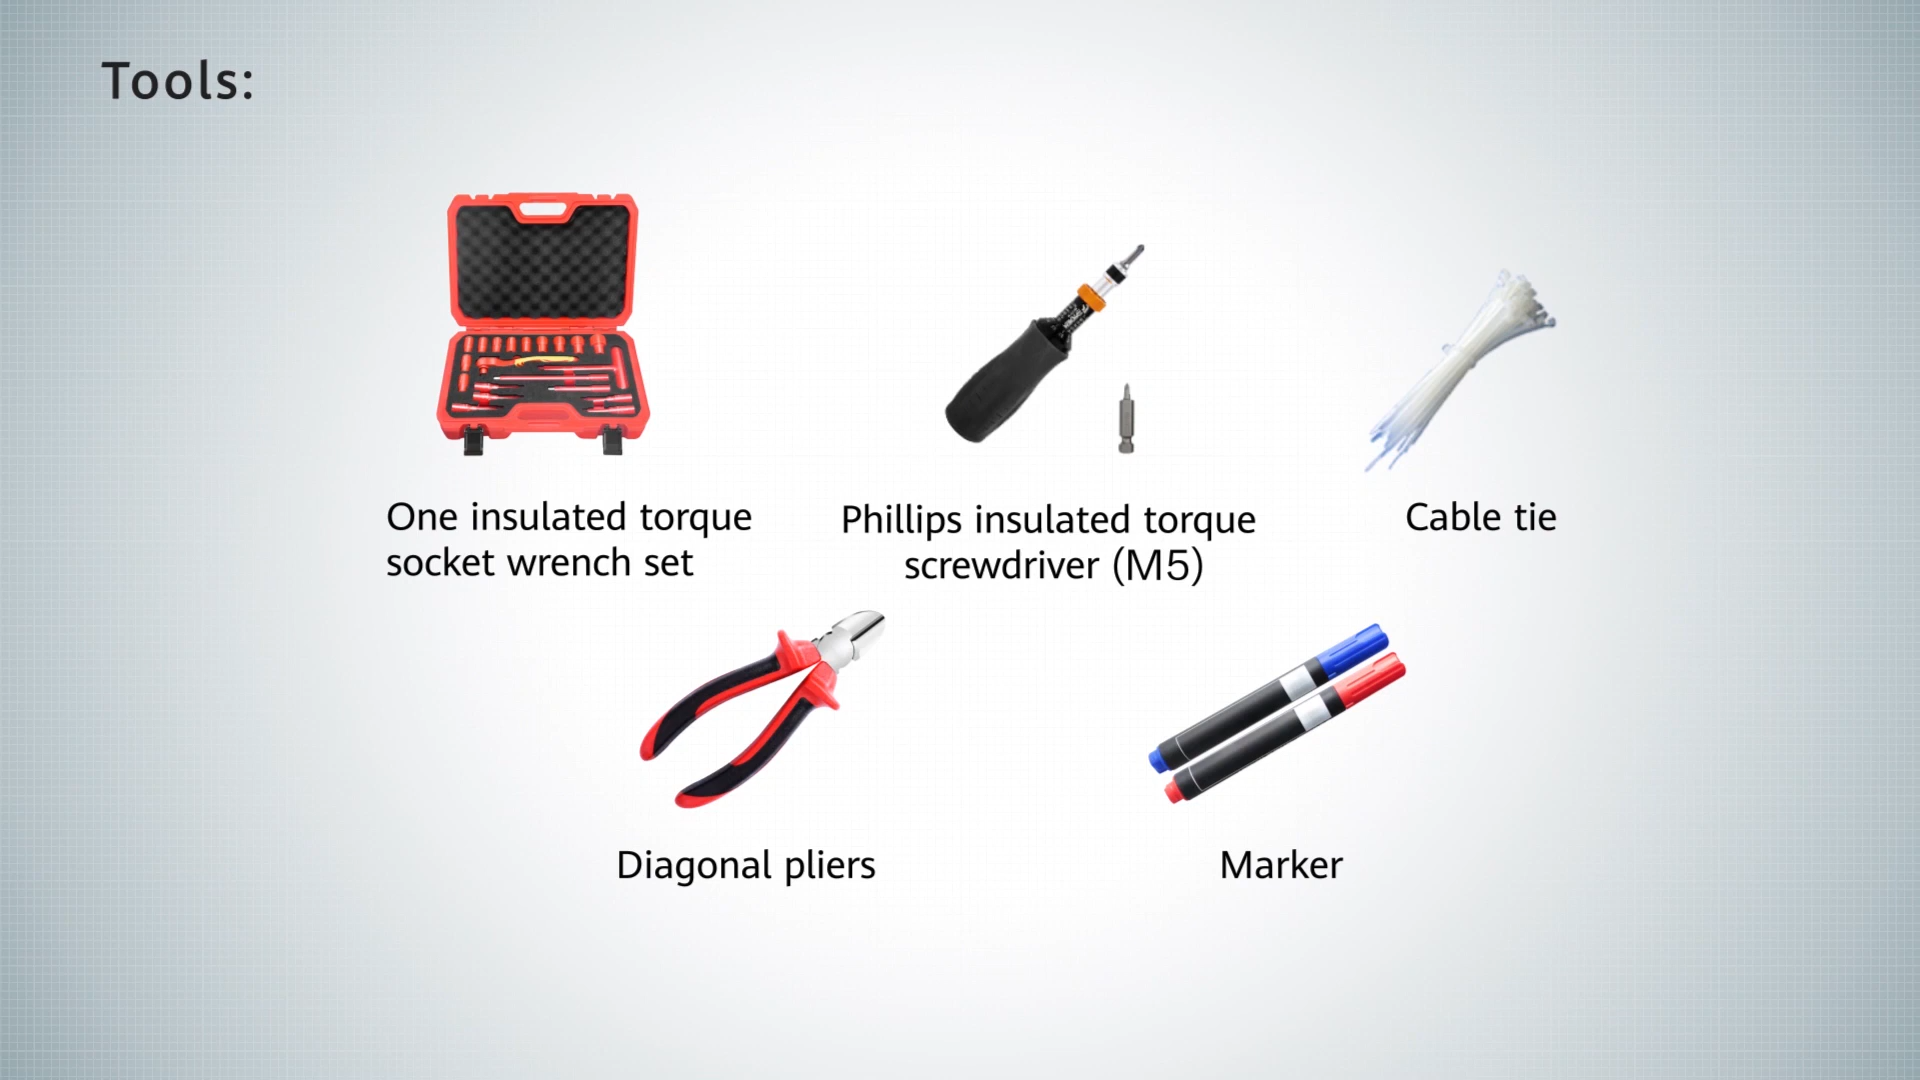 Tools:
One insulated torque
socket wrench set
Phillips insulated torque
screwdriver (M5)
Cable tie
Diagonal pliers
Marker